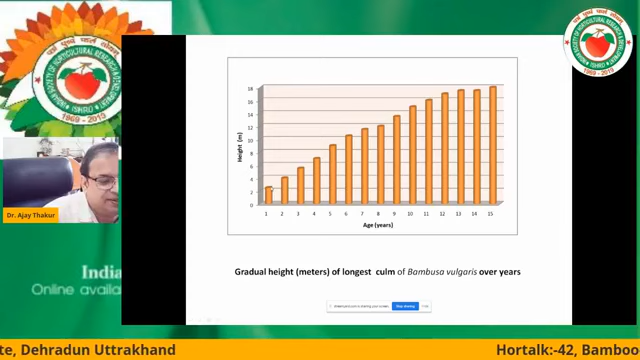 1969 - 2019
Dr. Ajay Thakur
India
Online availa
Height (m)
18
16
14
12
10
8
6
4
2
0
1 2 3 4 5 6 7 8 9 10 11 12 13 14 15
Age (years)
Gradual height (meters) of longest culm of Bambusa vulgaris over years
Stop sharing
Hide
te, Dehradun Uttrakhand
Hortalk:-42, Bamboo